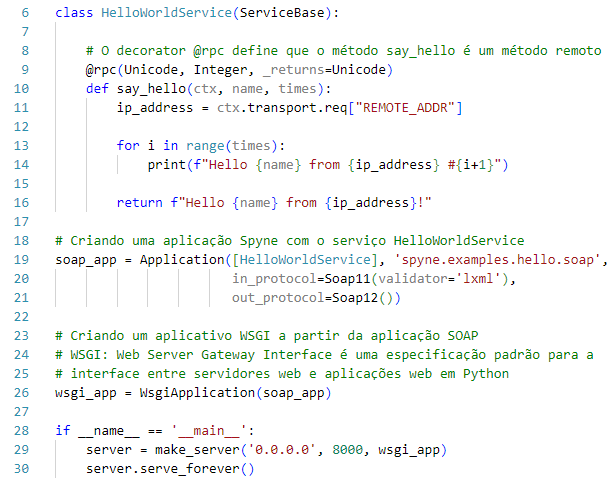 6 class HelloWorldService(ServiceBase):
7
8 # O decorator @rpc define que o método say_hello é um método remoto
9 @rpc(Unicode, Integer, _returns=Unicode)
10 def say_hello(ctx, name, times):
11 ip_address = ctx.transport.req["REMOTE_ADDR"]
12
13 for i in range(times):
14 print(f"Hello {name} from {ip_address} #{i+1}")
15
16 return f"Hello {name} from {ip_address}!"
17
18 # Criando uma aplicação Spyne com o serviço HelloWorldService
19 soap_app = Application([HelloWorldService], 'spyne.examples.hello.soap',
20 in_protocol=Soap11(validator='lxml'),
21 out_protocol=Soap12())
22
23 # Criando um aplicativo WSGI a partir da aplicação SOAP
24 # WSGI: Web Server Gateway Interface é uma especificação padrão para a
25 # interface entre servidores web e aplicações web em Python
26 wsgi_app = WsgiApplication(soap_app)
27
28 if __name__ == '__main__':
29 server = make_server('0.0.0.0', 8000, wsgi_app)
30 server.serve_forever()